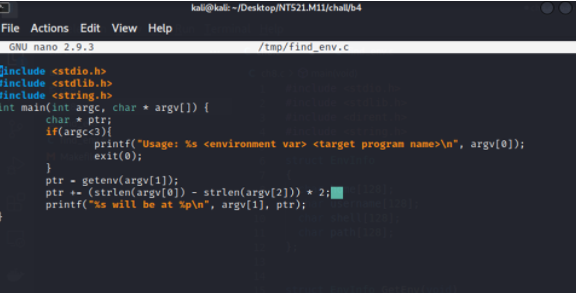 kali@kali: ~/Desktop/NT521.M11/chall/b4
File Actions Edit View Help
GNU nano 2.9.3 /tmp/find_env.c
#include <stdio.h>
#include <stdlib.h>
#include <string.h>
int main(int argc, char * argv[]) {
char * ptr;
if(argc<3){
printf("Usage: %s <environment var> <target program name>\n", argv[0]);
exit(0);
}
ptr = getenv(argv[1]);
ptr += (strlen(argv[0]) - strlen(argv[2])) * 2;
printf("%s will be at %p\n", argv[1], ptr);
}